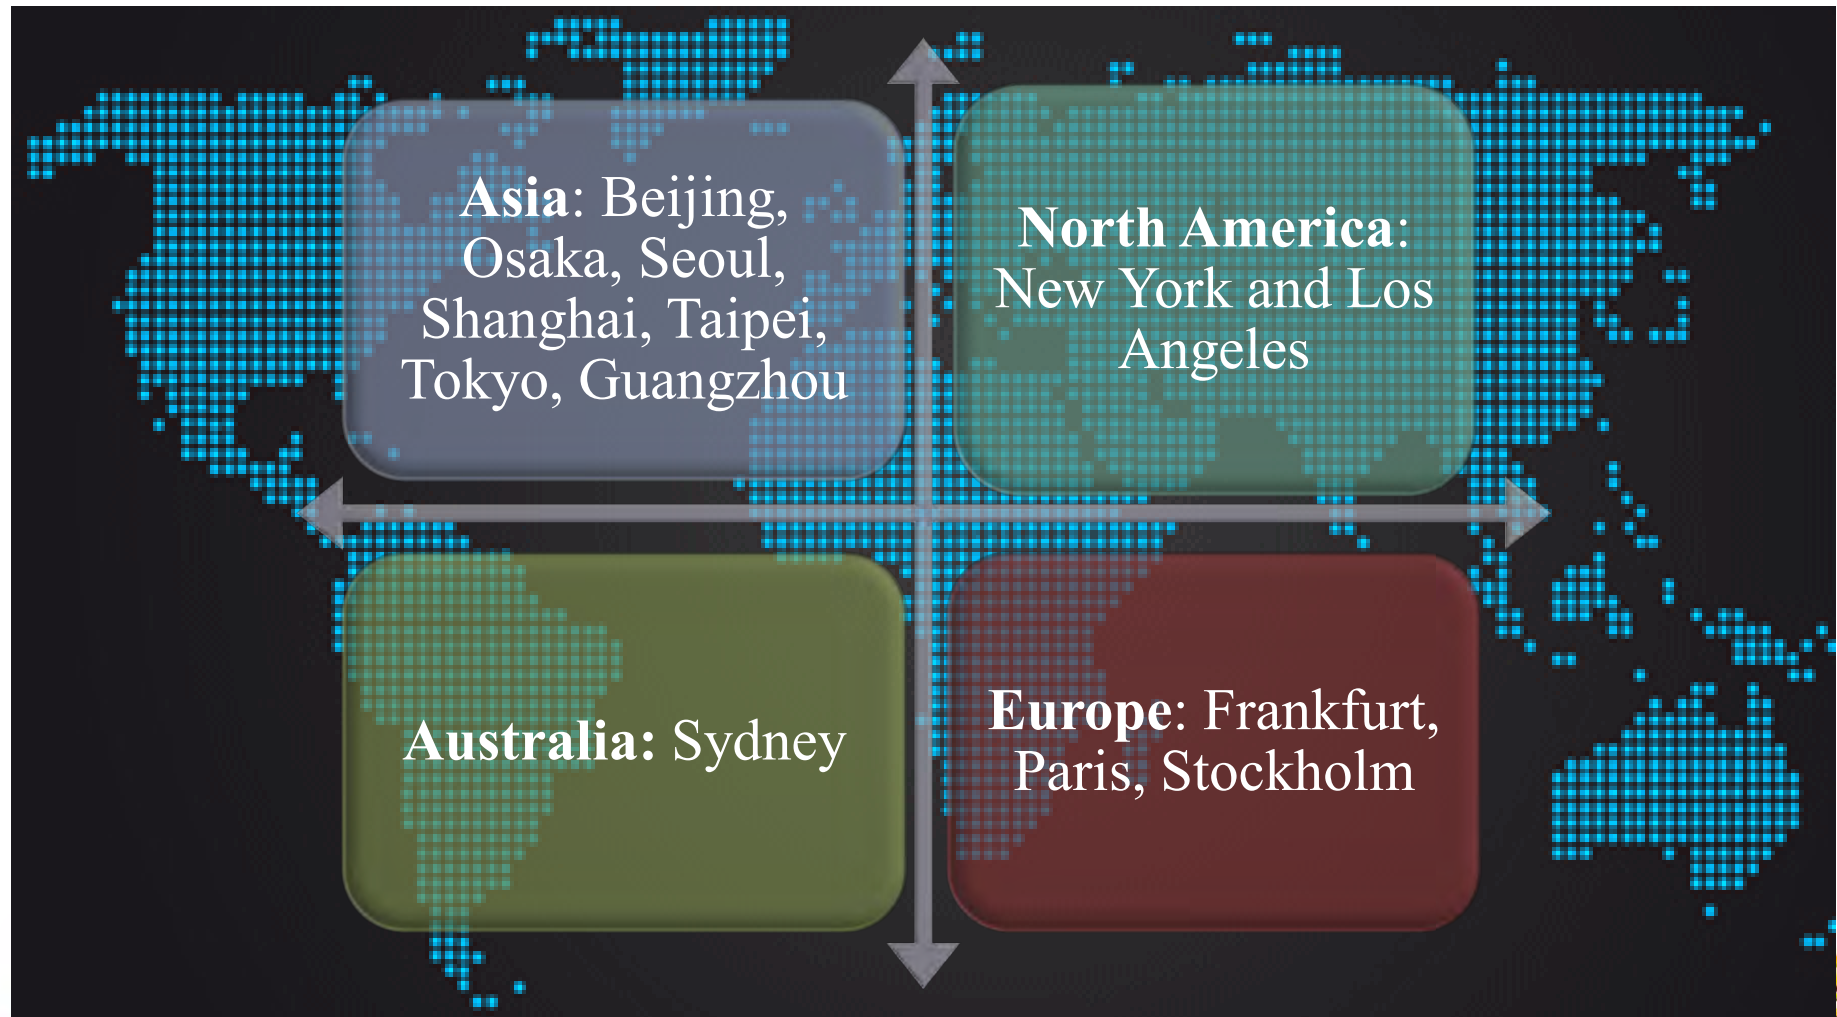 Asia: Beijing,
Osaka, Seoul,
Shanghai, Taipei,
Tokyo, Guangzhou
North America:
New York and Los
Angeles
Australia: Sydney
Europe: Frankfurt,
Paris, Stockholm